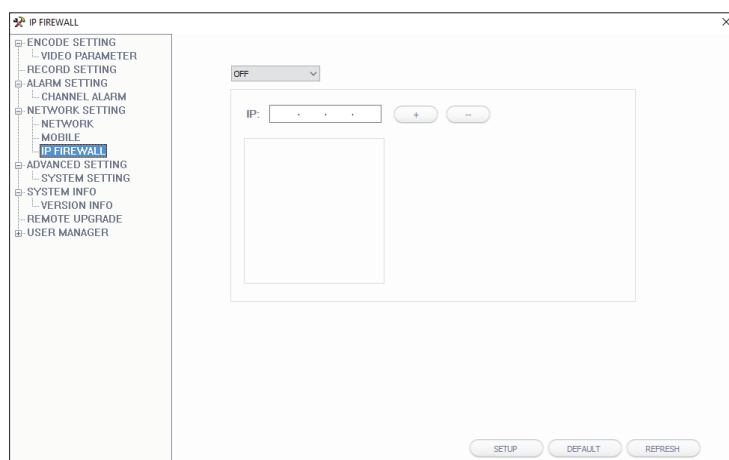 IP FIREWALL
ENCODE SETTING
VIDEO PARAMETER
RECORD SETTING
ALARM SETTING
CHANNEL ALARM
NETWORK SETTING
NETWORK
MOBILE
IP FIREWALL
ADVANCED SETTING
SYSTEM SETTING
SYSTEM INFO
VERSION INFO
REMOTE UPGRADE
USER MANAGER
OFF
IP: . . . + --
SETUP DEFAULT REFRESH